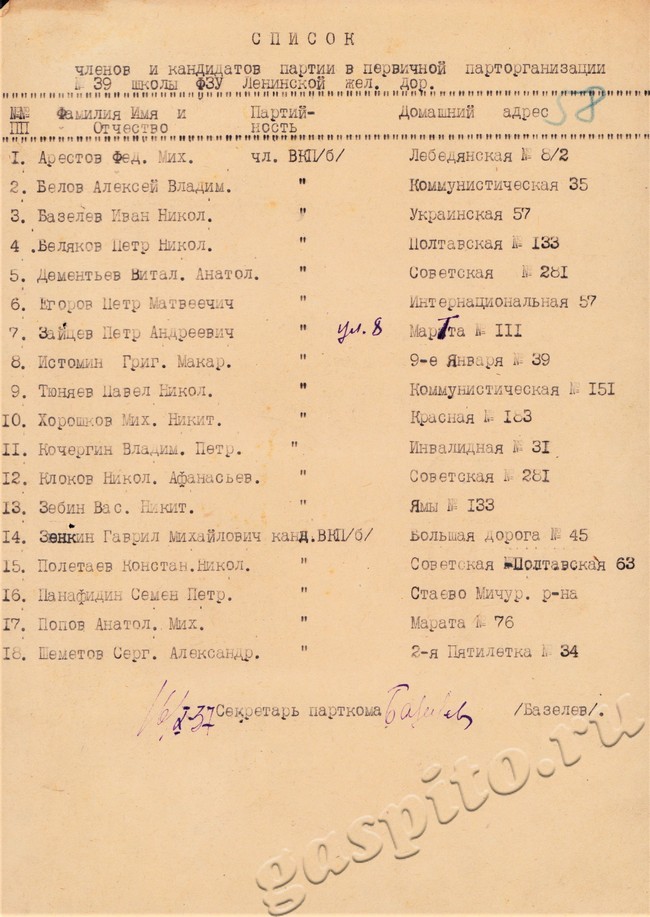 СПИСОК
членов и кандидатов партии в первичной парторганизации
№ 39 школы ФЗУ Ленинской жел. дор.
58
№№ Фамилия Имя и Партий- Домашний адрес
ПП Отчество ность
1. Арестов Фед. Мих. чл. ВКП/б/ Лебедянская № 8/2
2. Белов Алексей Владим. " Коммунистическая 35
3. Базелев Иван Никол. " Украинская 57
4. Беляков Петр Никол. " Полтавская № 133
5. Дементьев Витал. Анатол. " Советская № 281
6. Егоров Петр Матвеечич " Интернациональная 57
7. Зайцев Петр Андреевич " Марата № III
8. Истомин Григ. Макар. " 9-е Января № 39
9. Тюняев Павел Никол. " Коммунистическая № 151
10. Хорошков Мих. Никит. " Красная № 183
11. Кочергин Владим. Петр. " Инвалидная № 31
12. Клоков Никол. Афанасьев. " Советская № 281
13. Зебин Вас. Никит. " Ямы № 133
14. Зенкин Гаврил Михайлович канд. ВКП/б/ Большая дорога № 45
15. Полетаев Констан. Никол. " Советская Полтавская 63
16. Панафидин Семен Петр. " Стаево Мичур. р-на
17. Попов Анатол. Мих. " Марата № 76
18. Шеметов Серг. Александр. " 2-я Пятилетка № 34
37 Секретарь парткома Базелев /Базелев/.
gaspito.ru